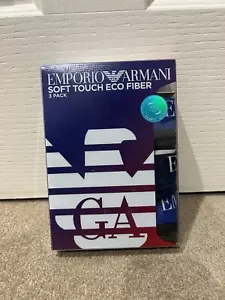 EMPORIO ARMANI
SOFT TOUCH ECO FIBER
3 PACK
GA